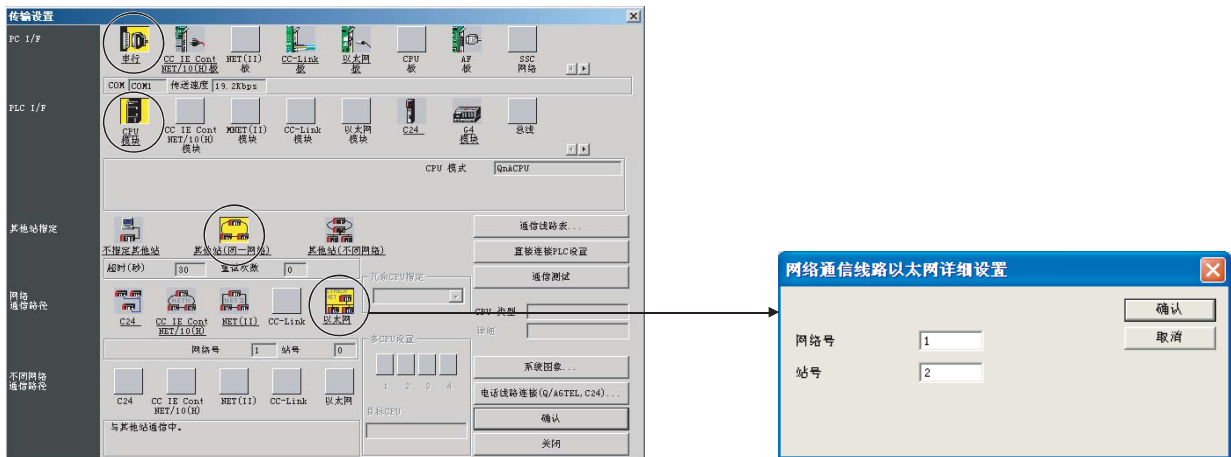 传输设置
PC I/F
串行
CC IE Cont
NET/10(H)板
NET(II)
板
CC-Link
板
以太网
板
CPU
板
AF
板
SSC
网络
COM COM1 传送速度 19.2Kbps
PLC I/F
CPU
模块
CC IE Cont
NET/10(H)
模块
MNET(II)
模块
CC-Link
模块
以太网
模块
C24
G4
模块
总线
CPU 模式 QnACPU
其他站指定
不指定其他站
其他站(同一网络)
其他站(不同网络)
超时(秒) 30 重试次数 0
网络
通信路径
C24
CC IE Cont
NET/10(H)
NET(II)
CC-Link
以太网
网络号 1 站号 0
不同网络
通信路径
C24
CC IE Cont
NET/10(H)
NET(II)
CC-Link
以太网
与其他站通信中。
冗余CPU指定
多CPU设置
1 2 3 4
目标CPU
通信线路表...
直接连接PLC设置
通信测试
CPU 类型
详细
系统图象...
电话线路连接(Q/A6TEL,C24)...
确认
关闭
网络通信线路以太网详细设置
确认
取消
网络号 1
站号 2